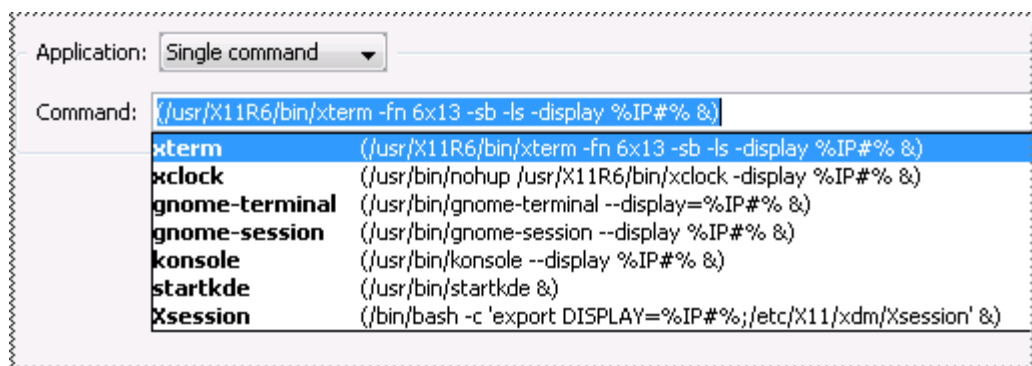 Application: Single command
Command: (/usr/X11R6/bin/xterm -fn 6x13 -sb -ls -display %IP#% &)
xterm (/usr/X11R6/bin/xterm -fn 6x13 -sb -ls -display %IP#% &)
xclock (/usr/bin/nohup /usr/X11R6/bin/xclock -display %IP#% &)
gnome-terminal (/usr/bin/gnome-terminal --display=%IP#% &)
gnome-session (/usr/bin/gnome-session --display %IP#% &)
konsole (/usr/bin/konsole --display %IP#% &)
startkde (/usr/bin/startkde &)
Xsession (/bin/bash -c 'export DISPLAY=%IP#%;/etc/X11/xdm/Xsession' &)